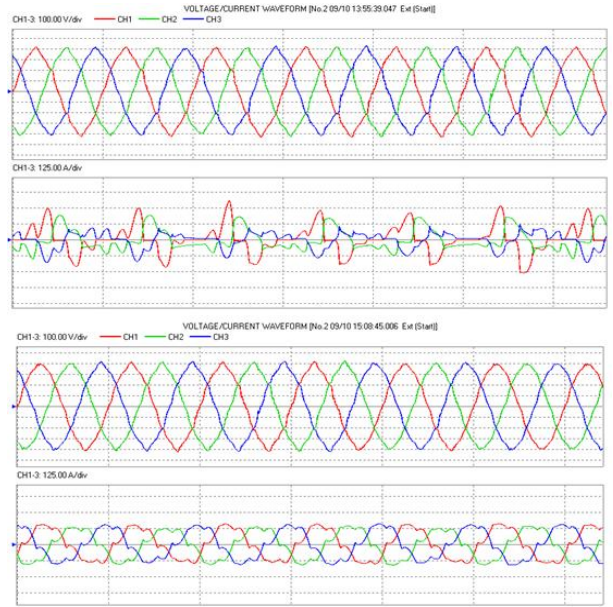 VOLTAGE/CURRENT WAVEFORM [No.2 09/10 13:55:39.047 Ext (Start)]
CH1-3: 100.00 V/div CH1 CH2 CH3
CH1-3: 125.00 A/div
VOLTAGE/CURRENT WAVEFORM [No.2 09/10 15:08:45.006 Ext (Start)]
CH1-3: 100.00 V/div CH1 CH2 CH3
CH1-3: 125.00 A/div